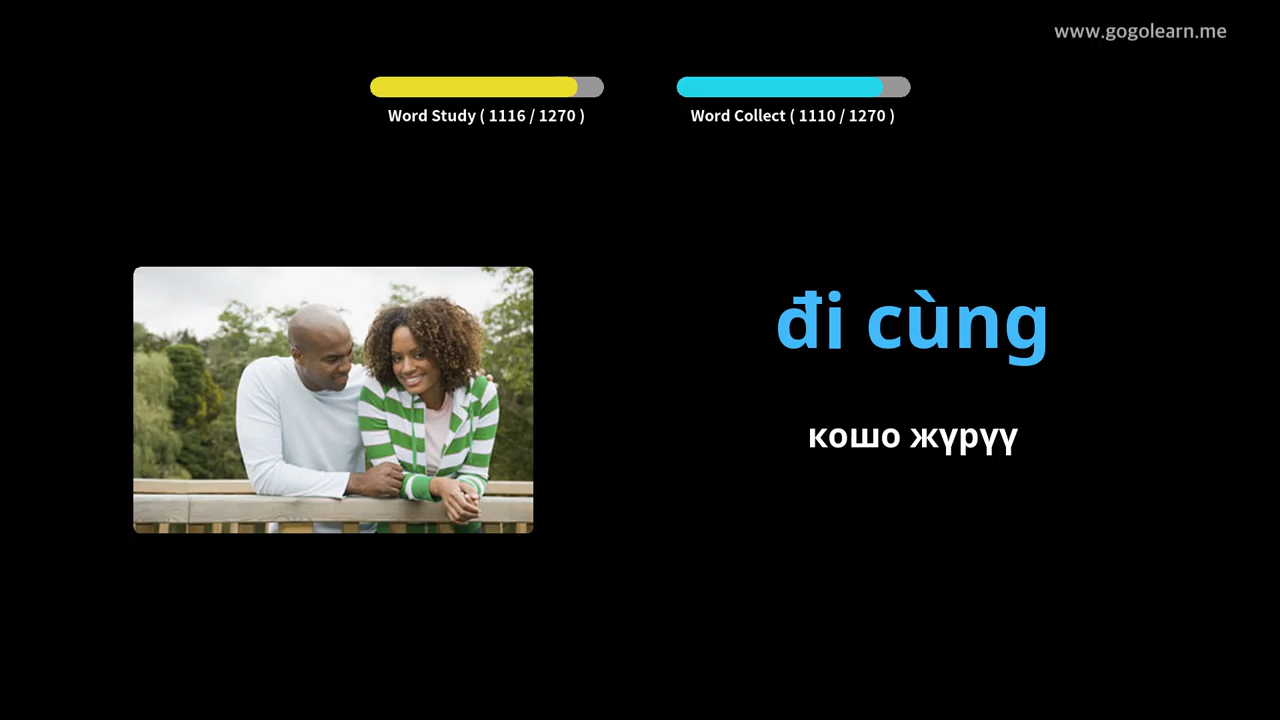 www.gogolearn.me
Word Study ( 1116 / 1270 )
Word Collect ( 1110 / 1270 )
đi cùng
кошо жүрүү